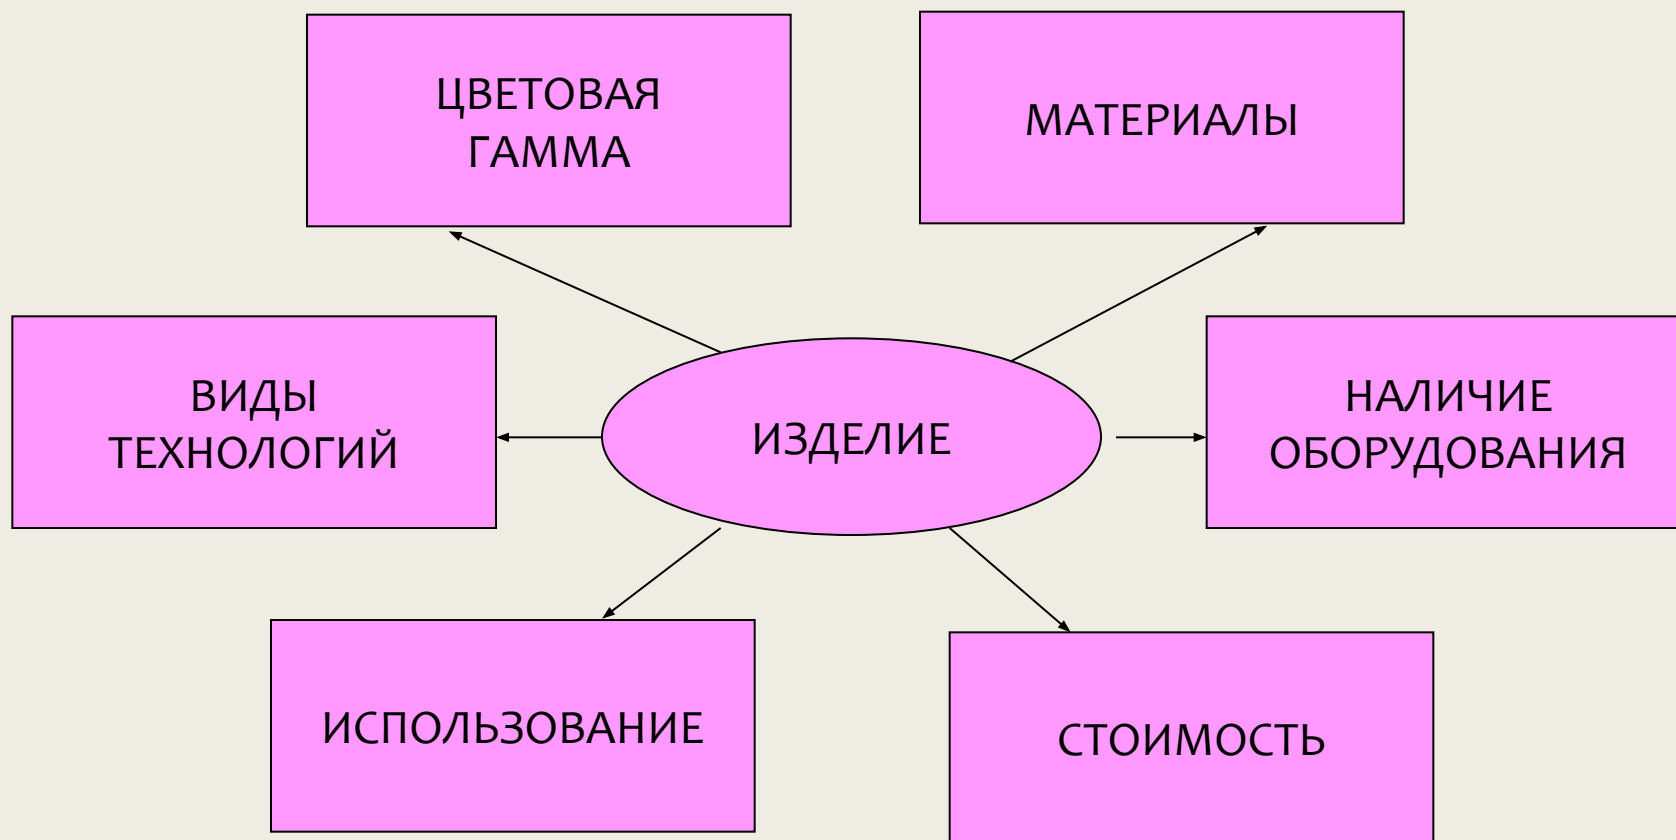 ЦВЕТОВАЯ
ГАММА
МАТЕРИАЛЫ
ВИДЫ
ТЕХНОЛОГИЙ
ИЗДЕЛИЕ
НАЛИЧИЕ
ОБОРУДОВАНИЯ
ИСПОЛЬЗОВАНИЕ
СТОИМОСТЬ